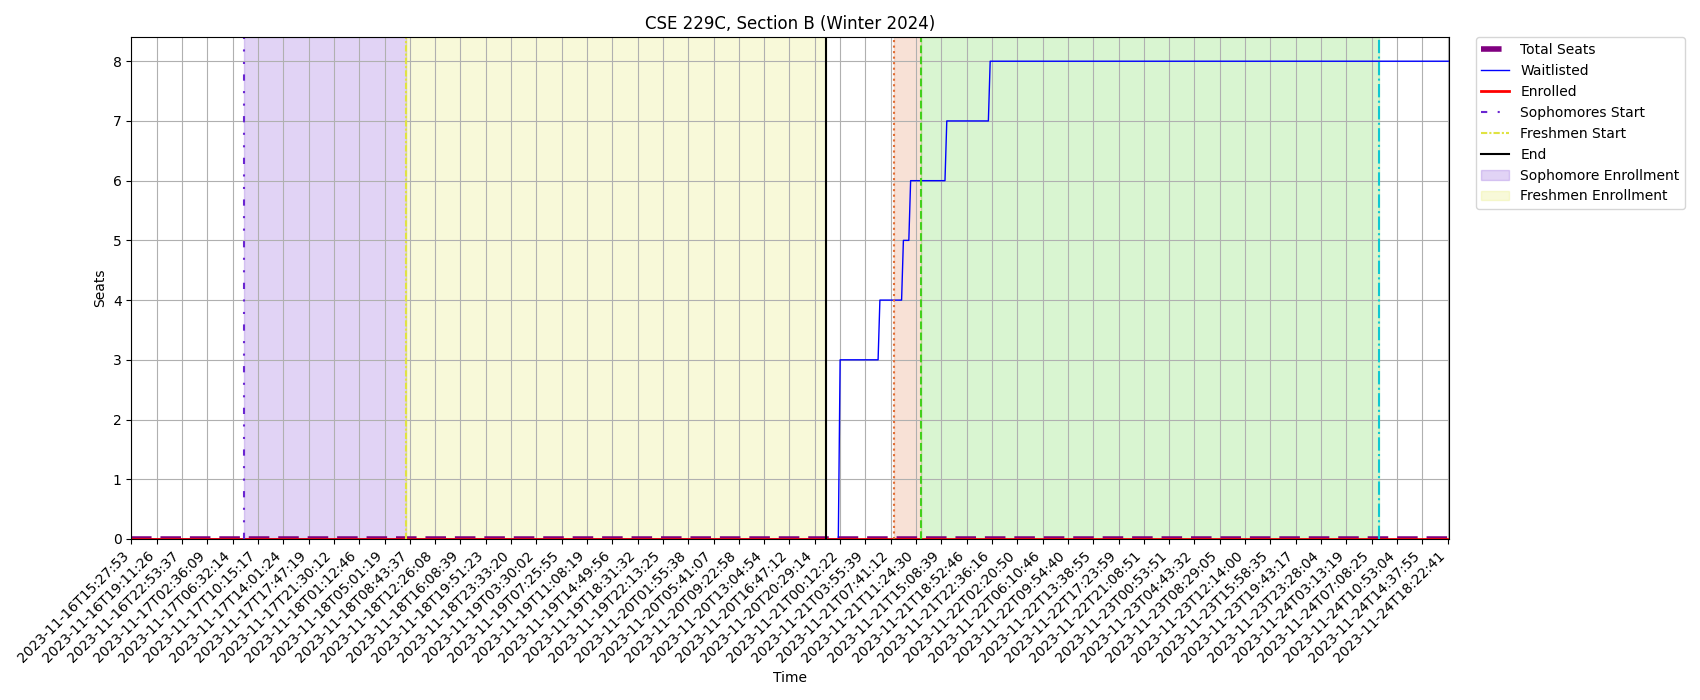 CSE 229C, Section B (Winter 2024)
Total Seats
Waitlisted
Enrolled
Sophomores Start
Freshmen Start
End
Sophomore Enrollment
Freshmen Enrollment
Seats
8
7
6
5
4
3
2
1
0
2023-11-16T15:27:53
2023-11-16T19:11:26
2023-11-16T22:53:37
2023-11-17T02:36:09
2023-11-17T06:32:14
2023-11-17T10:15:17
2023-11-17T14:01:24
2023-11-17T17:47:19
2023-11-17T21:30:12
2023-11-18T01:12:46
2023-11-18T05:01:19
2023-11-18T08:43:37
2023-11-18T12:26:08
2023-11-18T16:08:39
2023-11-18T19:51:23
2023-11-18T23:33:20
2023-11-19T03:30:02
2023-11-19T07:25:55
2023-11-19T11:08:19
2023-11-19T14:49:56
2023-11-19T18:31:32
2023-11-19T22:13:25
2023-11-20T01:55:38
2023-11-20T05:41:07
2023-11-20T09:22:58
2023-11-20T13:04:54
2023-11-20T16:47:12
2023-11-20T20:29:14
2023-11-21T00:12:22
2023-11-21T03:55:39
2023-11-21T07:41:12
2023-11-21T11:24:30
2023-11-21T15:08:39
2023-11-21T18:52:46
2023-11-21T22:36:16
2023-11-22T02:20:50
2023-11-22T06:10:46
2023-11-22T09:54:40
2023-11-22T13:38:55
2023-11-22T17:23:59
2023-11-22T21:08:51
2023-11-23T00:53:51
2023-11-23T04:43:32
2023-11-23T08:29:05
2023-11-23T12:14:00
2023-11-23T15:58:35
2023-11-23T19:43:17
2023-11-23T23:28:04
2023-11-24T03:13:19
2023-11-24T07:08:25
2023-11-24T10:53:04
2023-11-24T14:37:55
2023-11-24T18:22:41
Time